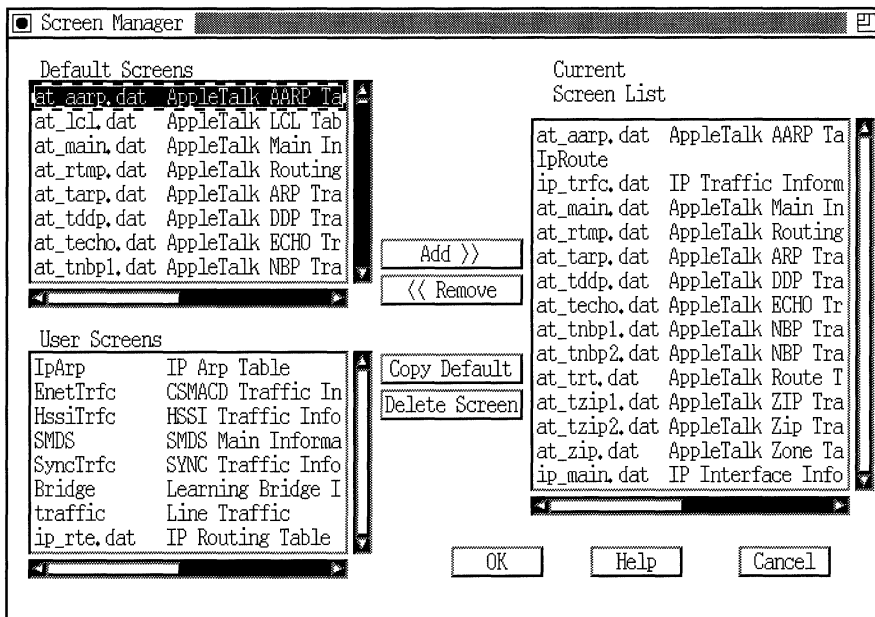 Screen Manager
Default Screens
at_aarp.dat AppleTalk AARP Ta
at_lcl.dat AppleTalk LCL Tab
at_main.dat AppleTalk Main In
at_rtmp.dat AppleTalk Routing
at_tarp.dat AppleTalk ARP Tra
at_tddp.dat AppleTalk DDP Tra
at_techo.dat AppleTalk ECHO Tr
at_tnbp1.dat AppleTalk NBP Tra
User Screens
IpArp IP Arp Table
EnetTrfc CSMACD Traffic In
HssiTrfc HSSI Traffic Info
SMDS SMDS Main Informa
SyncTrfc SYNC Traffic Info
Bridge Learning Bridge I
traffic Line Traffic
ip_rte.dat IP Routing Table
Add >>
<< Remove
Copy Default
Delete Screen
Current
Screen List
at_aarp.dat AppleTalk AARP Ta
IpRoute
ip_trfc.dat IP Traffic Inform
at_main.dat AppleTalk Main In
at_rtmp.dat AppleTalk Routing
at_tarp.dat AppleTalk ARP Tra
at_tddp.dat AppleTalk DDP Tra
at_techo.dat AppleTalk ECHO Tr
at_tnbp1.dat AppleTalk NBP Tra
at_tnbp2.dat AppleTalk NBP Tra
at_trt.dat AppleTalk Route T
at_tzip1.dat AppleTalk ZIP Tra
at_tzip2.dat AppleTalk Zip Tra
at_zip.dat AppleTalk Zone Ta
ip_main.dat IP Interface Info
OK
Help
Cancel